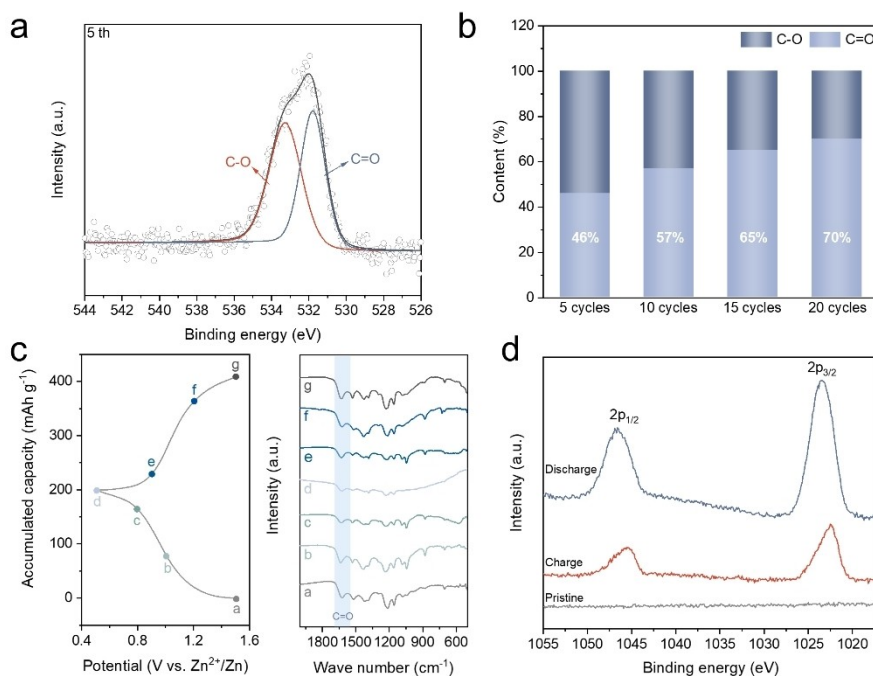 a
5 th
C-O
C=O
Intensity (a.u.)
544 542 540 538 536 534 532 530 528 526
Binding energy (eV)
b
C-O C=O
Content (%)
120
100
80
60
40
20
0
46% 57% 65% 70%
5 cycles 10 cycles 15 cycles 20 cycles
c
Accumulated capacity (mAh g⁻¹)
400
300
200
100
0
g
f
e
d
c
b
a
0.4 0.8 1.2 1.6
Potential (V vs. Zn²⁺/Zn)
Intensity (a.u.)
g
f
e
d
c
b
a
C=O
1800 1500 1200 900 600
Wave number (cm⁻¹)
d
2p₃/₂
2p₁/₂
Intensity (a.u.)
Discharge
Charge
Pristine
1055 1050 1045 1040 1035 1030 1025 1020
Binding energy (eV)